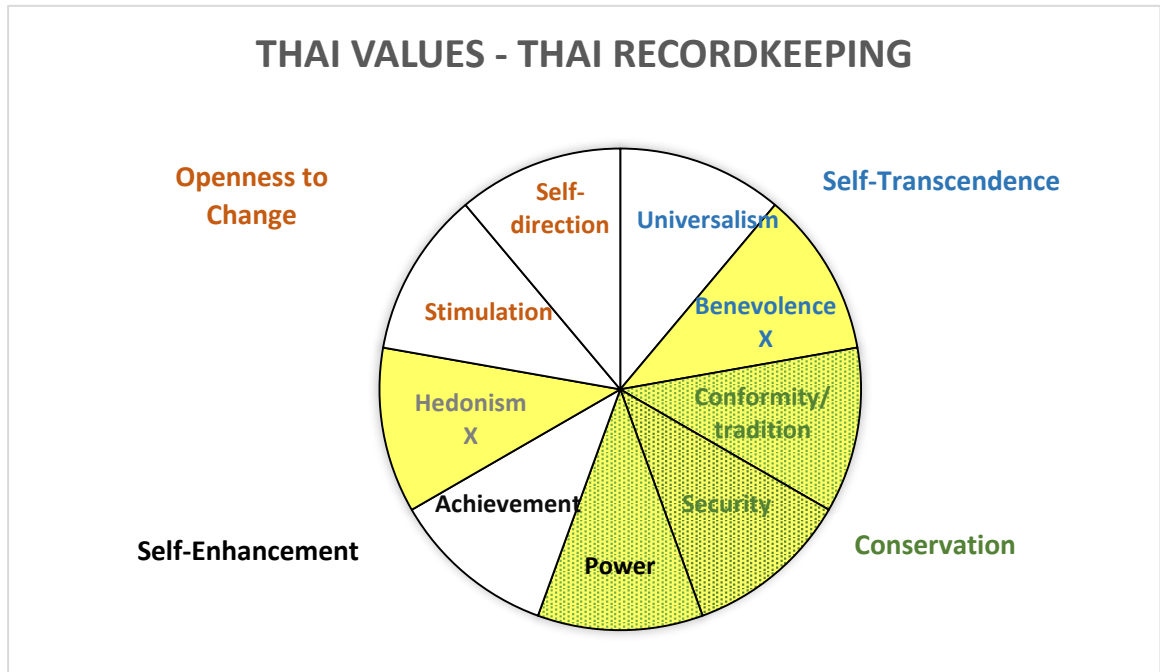 THAI VALUES - THAI RECORDKEEPING
Openness to
Change
Self-
direction
Universalism
Self-Transcendence
Stimulation
Benevolence
X
Hedonism
X
Conformity/
tradition
Achievement
Security
Self-Enhancement
Power
Conservation